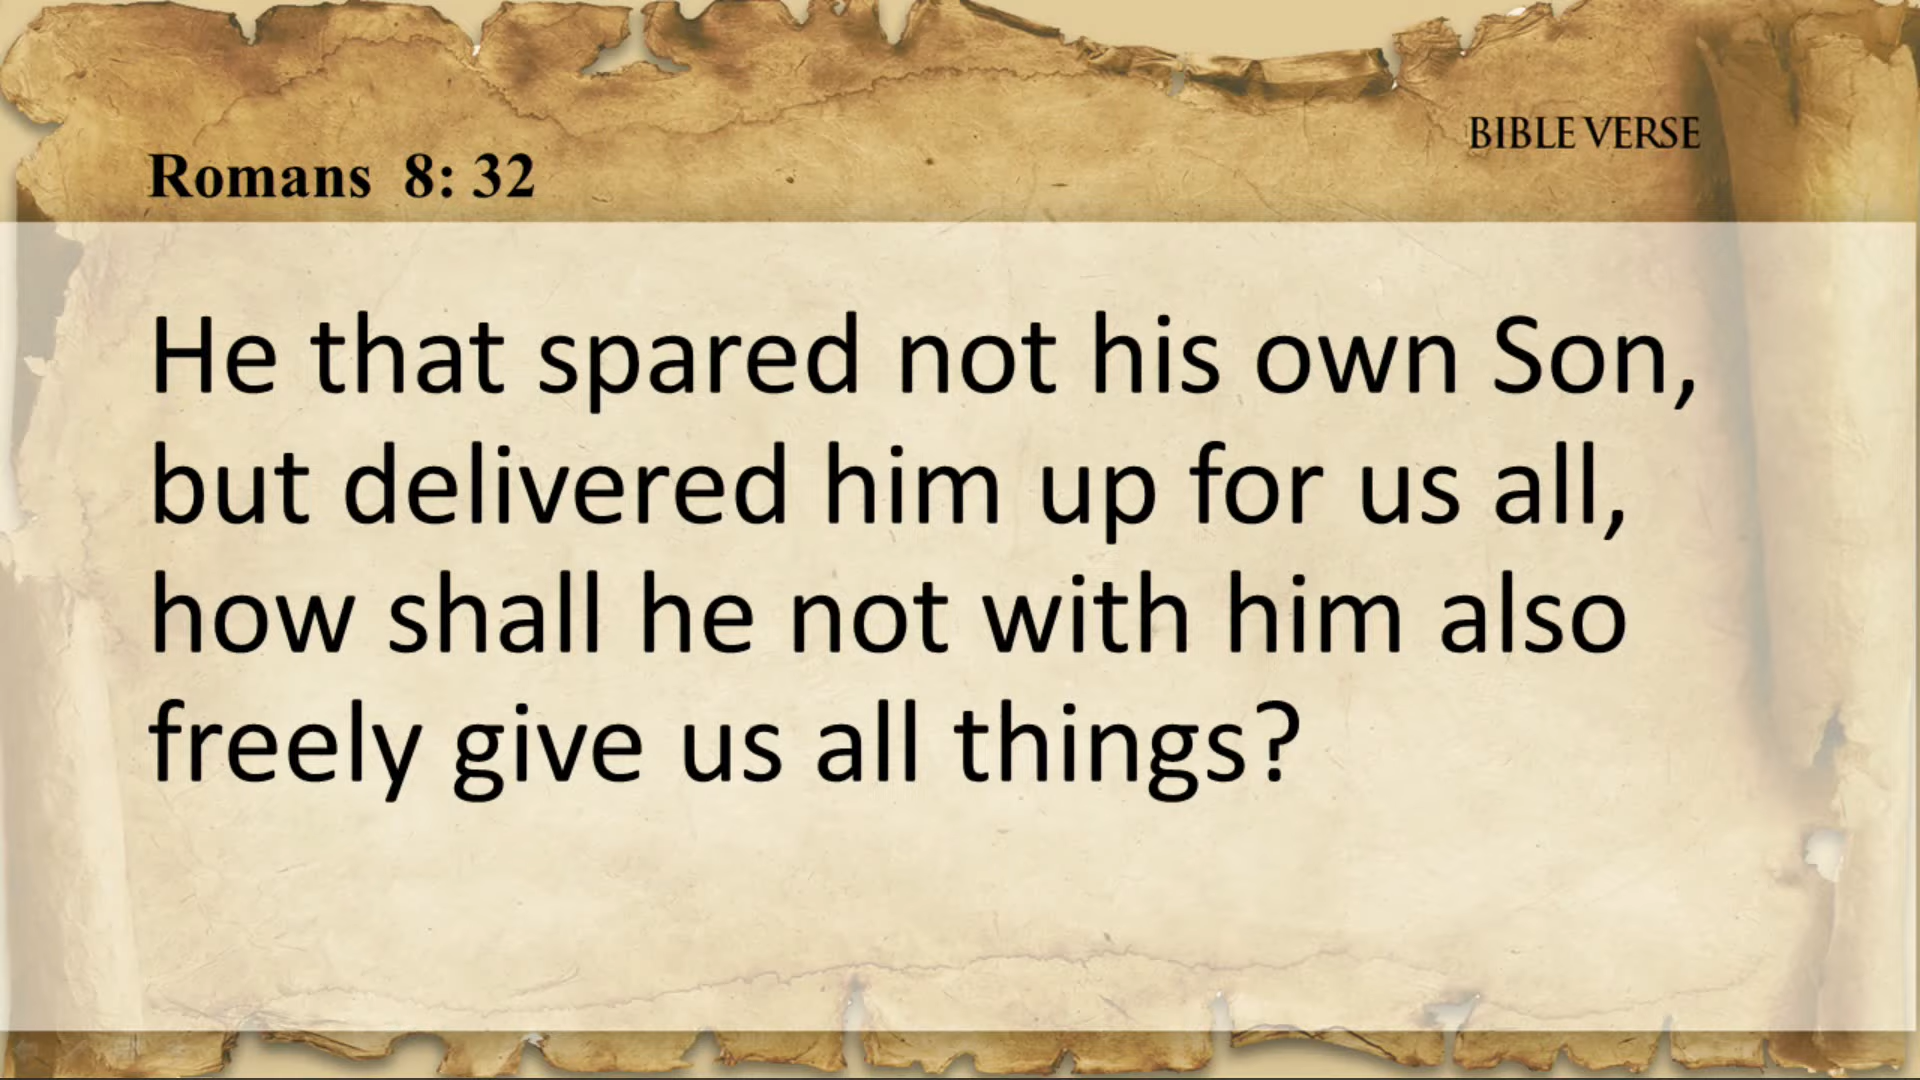 BIBLE VERSE
Romans 8: 32
He that spared not his own Son,
but delivered him up for us all,
how shall he not with him also
freely give us all things?